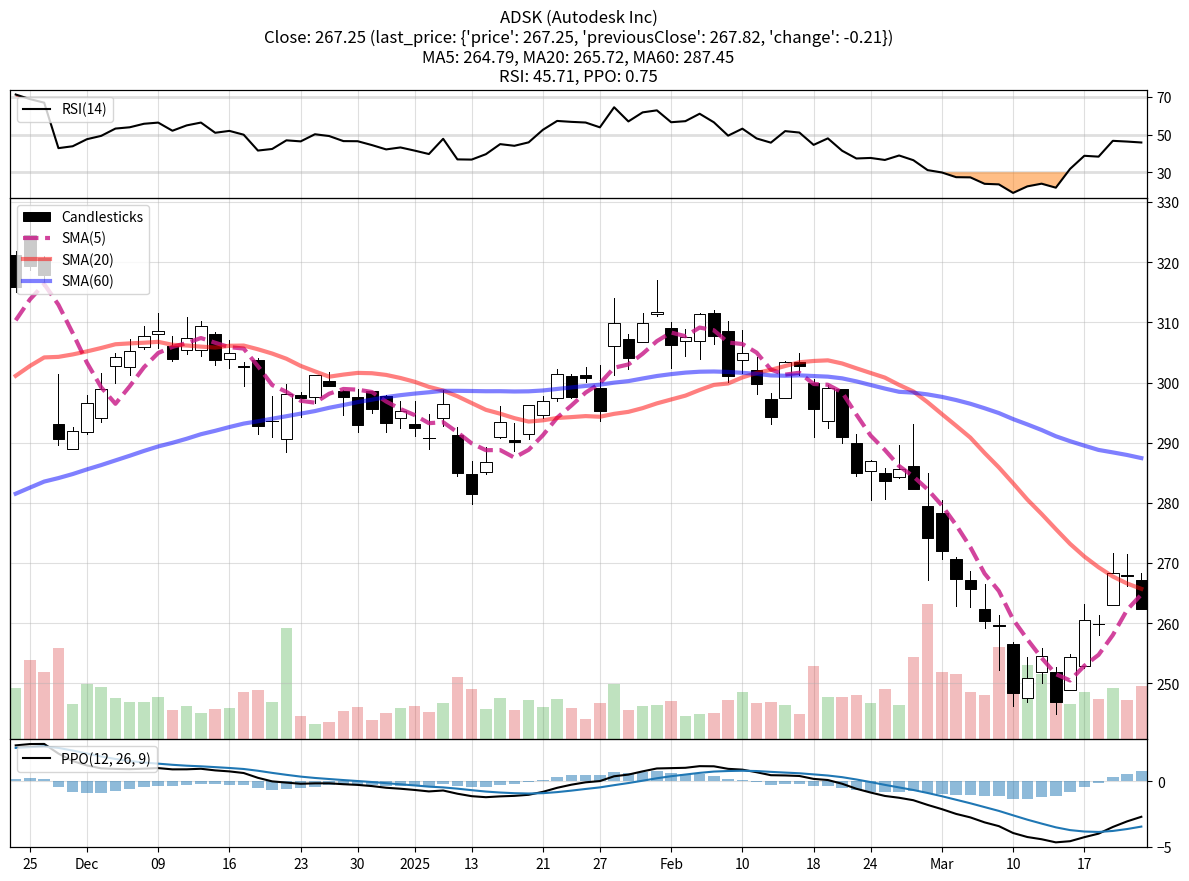 ADSK (Autodesk Inc)
Close: 267.25 (last_price: {'price': 267.25, 'previousClose': 267.82, 'change': -0.21})
MA5: 264.79, MA20: 265.72, MA60: 287.45
RSI: 45.71, PPO: 0.75
RSI(14)
70
50
30
Candlesticks
SMA(5)
SMA(20)
SMA(60)
330
320
310
300
290
280
270
260
250
PPO(12, 26, 9)
0
−5
25 Dec 09 16 23 30 2025 13 21 27 Feb 10 18 24 Mar 10 17